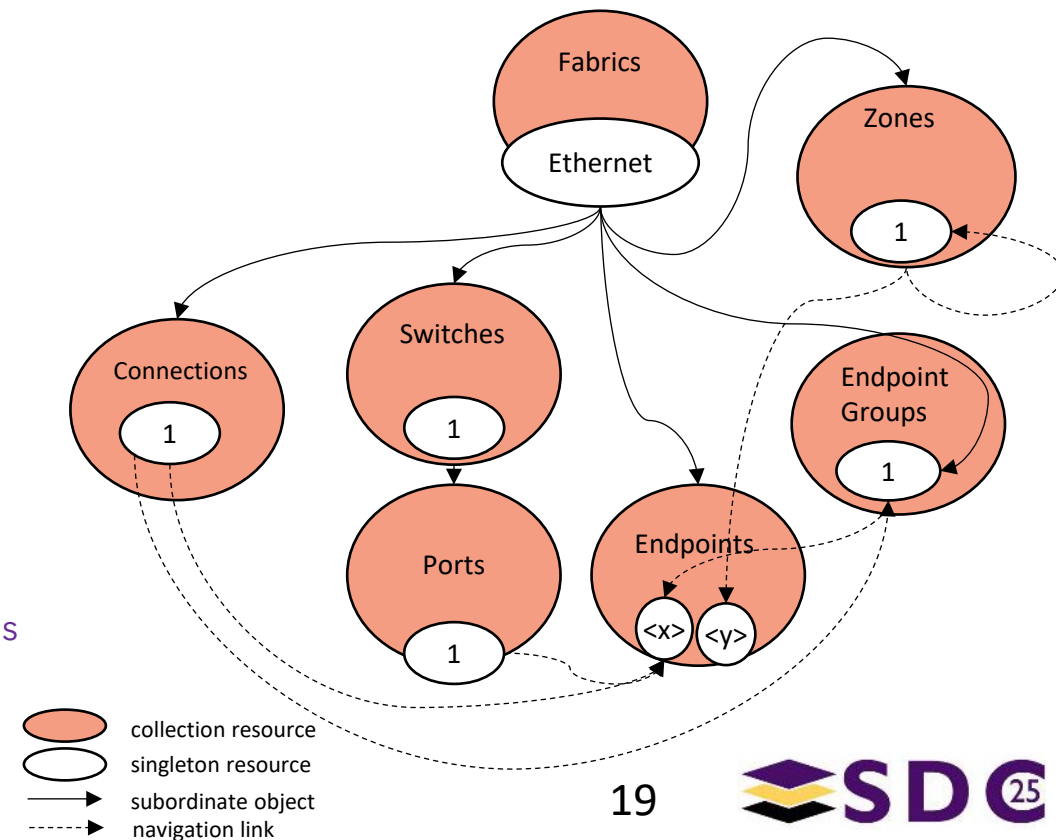 Fabrics
Ethernet
Zones
1
Connections
1
Switches
1
Endpoint
Groups
1
Ports
1
Endpoints
<x>
<y>
s
collection resource
singleton resource
subordinate object
navigation link
19
SDC 25